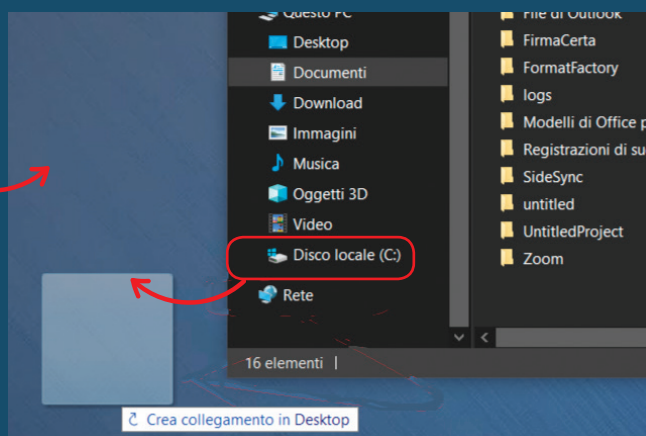 Questo PC
Desktop
Documenti
Download
Immagini
Musica
Oggetti 3D
Video
Disco locale (C:)
Rete
16 elementi
File di Outlook
FirmaCerta
FormatFactory
logs
Modelli di Office p
Registrazioni di su
SideSync
untitled
UntitledProject
Zoom
Crea collegamento in Desktop